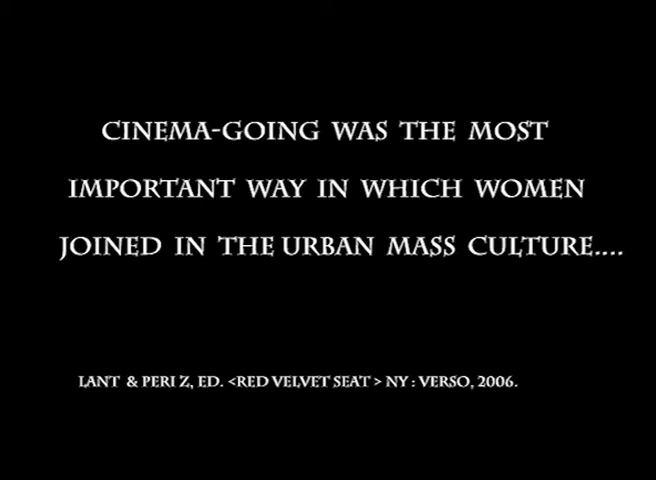 CINEMA-GOING WAS THE MOST
IMPORTANT WAY IN WHICH WOMEN
JOINED IN THE URBAN MASS CULTURE....
LANT & PERI Z, ED. <RED VELVET SEAT > NY : VERSO, 2006.